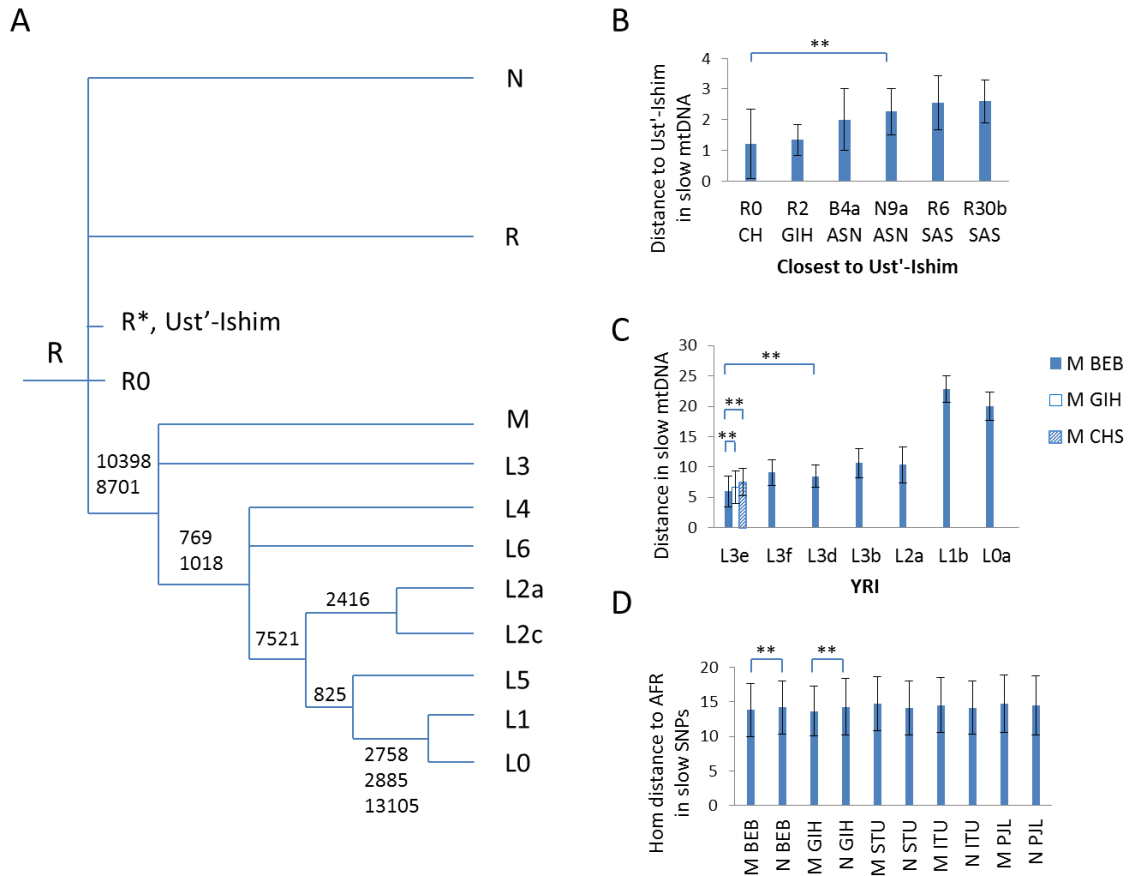 A
N
R
R*, Ust’-Ishim
R
R0
M
10398
8701
L3
769
1018
L4
L6
2416
L2a
7521
L2c
825
L5
L1
2758
2885
13105
L0
B
Distance to Ust'-Ishim
in slow mtDNA
4
3
2
1
0
**
R0 R2 B4a N9a R6 R30b
CH GIH ASN ASN SAS SAS
Closest to Ust'-Ishim
C
Distance in slow mtDNA
30
25
20
15
10
5
0
**
**
**
M BEB
M GIH
M CHS
L3e L3f L3d L3b L2a L1b L0a
YRI
D
Hom distance to AFR
in slow SNPs
20
15
10
5
0
** **
M BEB
N BEB
M GIH
N GIH
M STU
N STU
M ITU
N ITU
M PJL
N PJL